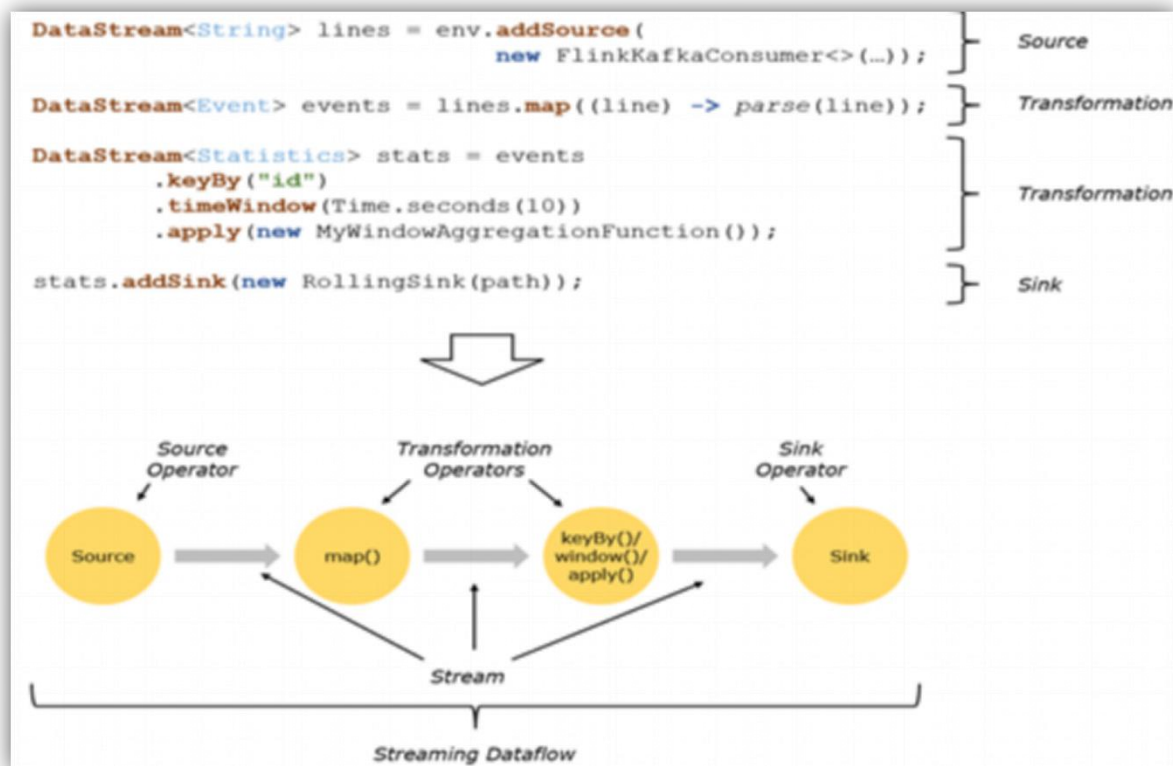 DataStream<String> lines = env.addSource(
new FlinkKafkaConsumer<>(…));
Source
DataStream<Event> events = lines.map((line) -> parse(line));
Transformation
DataStream<Statistics> stats = events
.keyBy("id")
.timeWindow(Time.seconds(10))
.apply(new MyWindowAggregationFunction());
Transformation
stats.addSink(new RollingSink(path));
Sink
Source
Operator
Transformation
Operators
Sink
Operator
Source
map()
keyBy()/
window()/
apply()
Sink
Stream
Streaming Dataflow